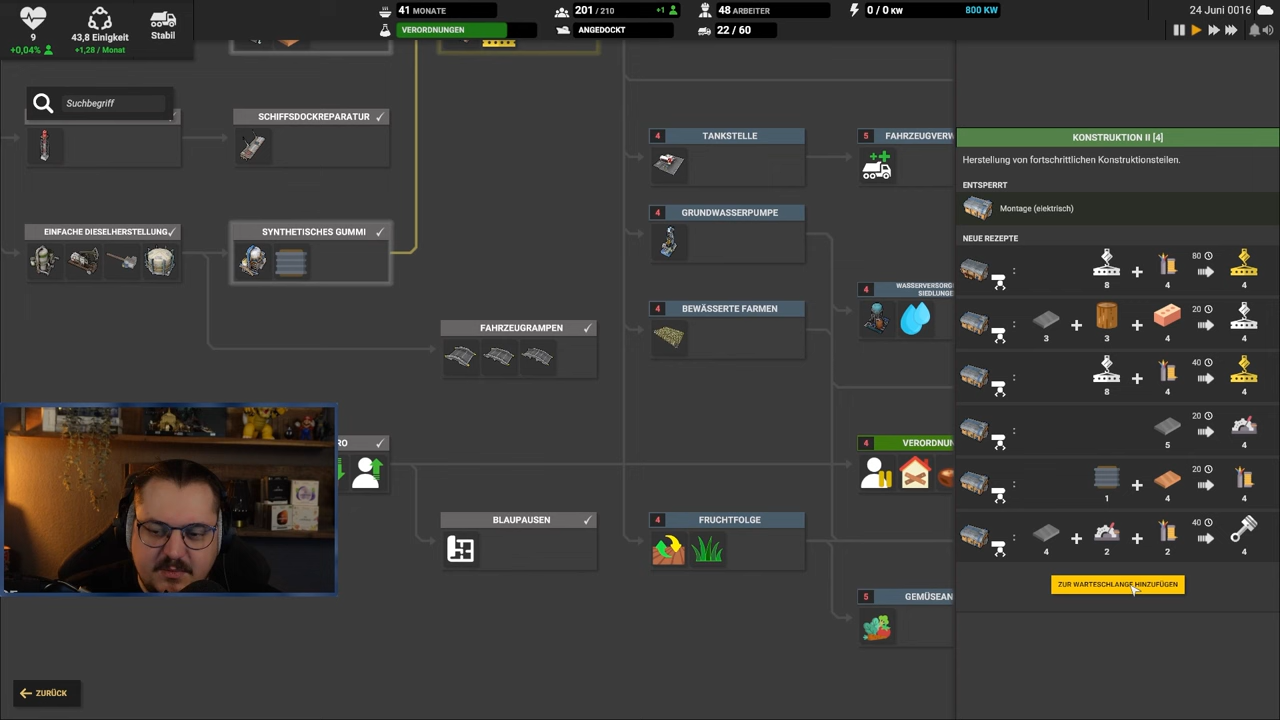 9
+0,04%
43,8 Einigkeit
+1,28 / Monat
Stabil
41 MONATE
VERORDNUNGEN
201 / 210
+1
ANGEDOCKT
48 ARBEITER
22 / 60
0 / 0 KW
800 KW
24 Juni 0016
Suchbegriff
SCHIFFSDOCKREPARATUR ✓
4 TANKSTELLE
5 FAHRZEUGVERW
KONSTRUKTION II [4]
Herstellung von fortschrittlichen Konstruktionsteilen.
ENTSPERRT
Montage (elektrisch)
NEUE REZEPTE
EINFACHE DIESELHERSTELLUNG ✓
SYNTHETISCHES GUMMI ✓
4 GRUNDWASSERPUMPE
: 8 + 4 80 4
4 WASSERVERSOR
SIEDLUNGE
4 BEWÄSSERTE FARMEN
: 3 + 3 + 4 20 4
FAHRZEUGRAMPEN ✓
: 8 + 4 40 4
: 5 20 4
RO ✓
4 VERORDNUN
: 1 + 4 20 4
BLAUPAUSEN ✓
4 FRUCHTFOLGE
: 4 + 2 + 2 40 4
ZUR WARTESCHLANGE HINZUFÜGEN
5 GEMÜSEAN
ZURÜCK